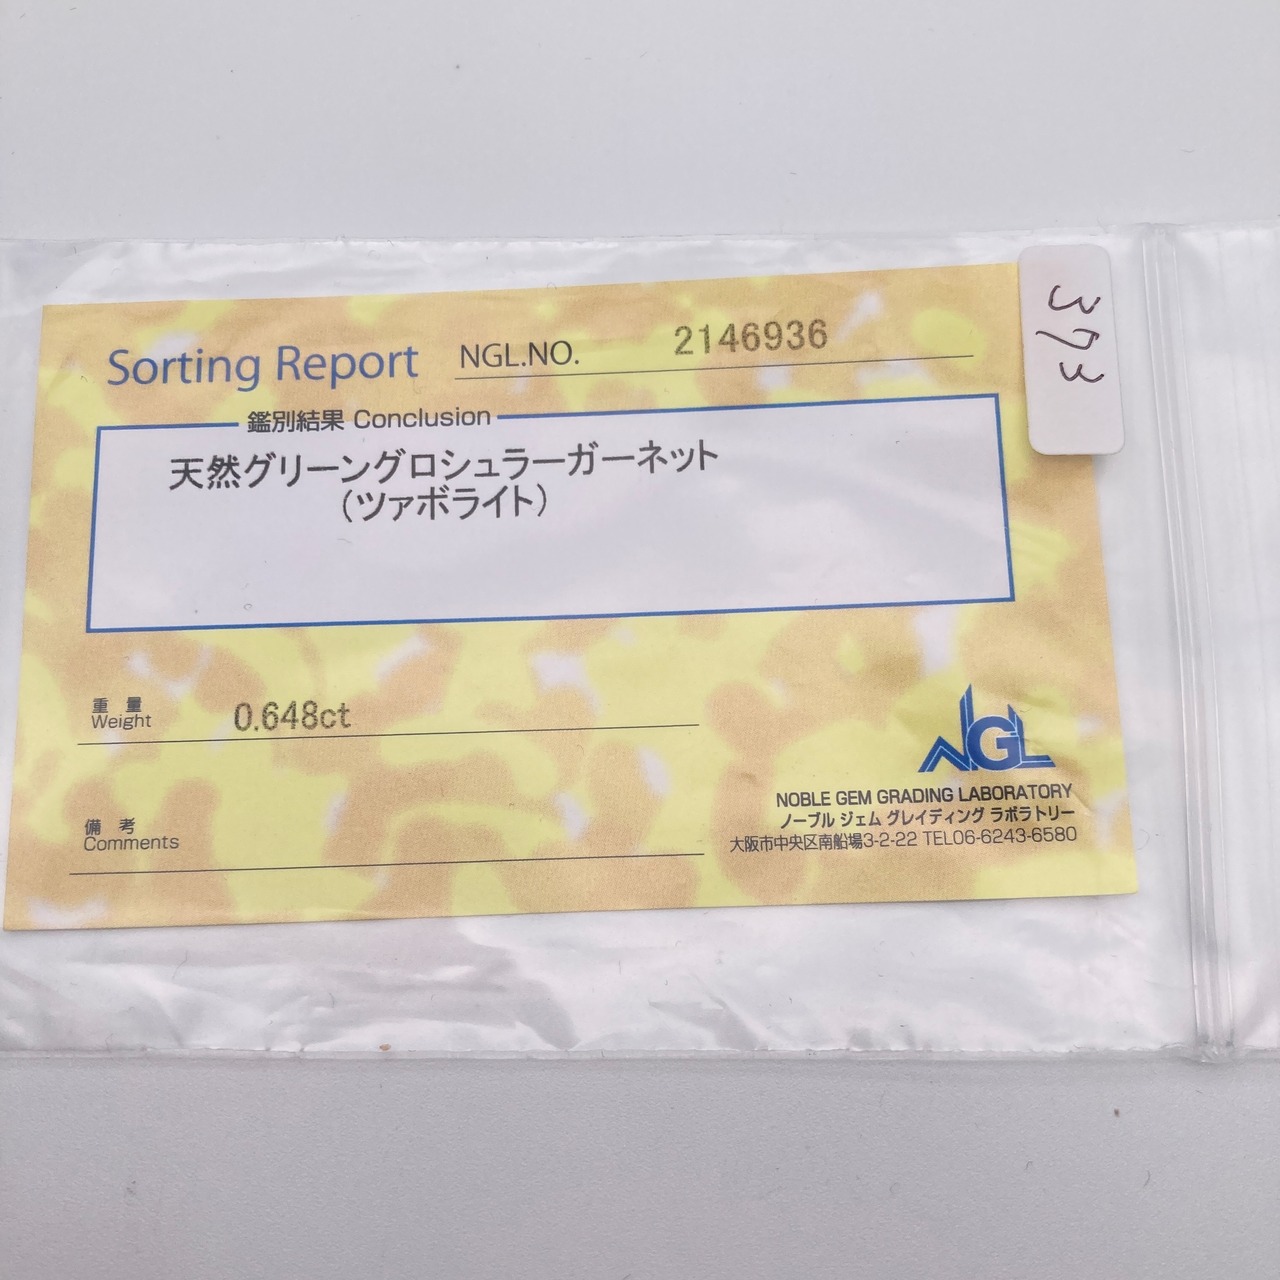 Sorting Report NGL.NO. 2146936
373
鑑別結果 Conclusion
天然グリーングロシュラーガーネット
(ツァボライト)
重量
Weight 0.648ct
備考
Comments
NGL
NOBLE GEM GRADING LABORATORY
ノーブル ジェム グレイディング ラボラトリー
大阪市中央区南船場3-2-22 TEL06-6243-6580